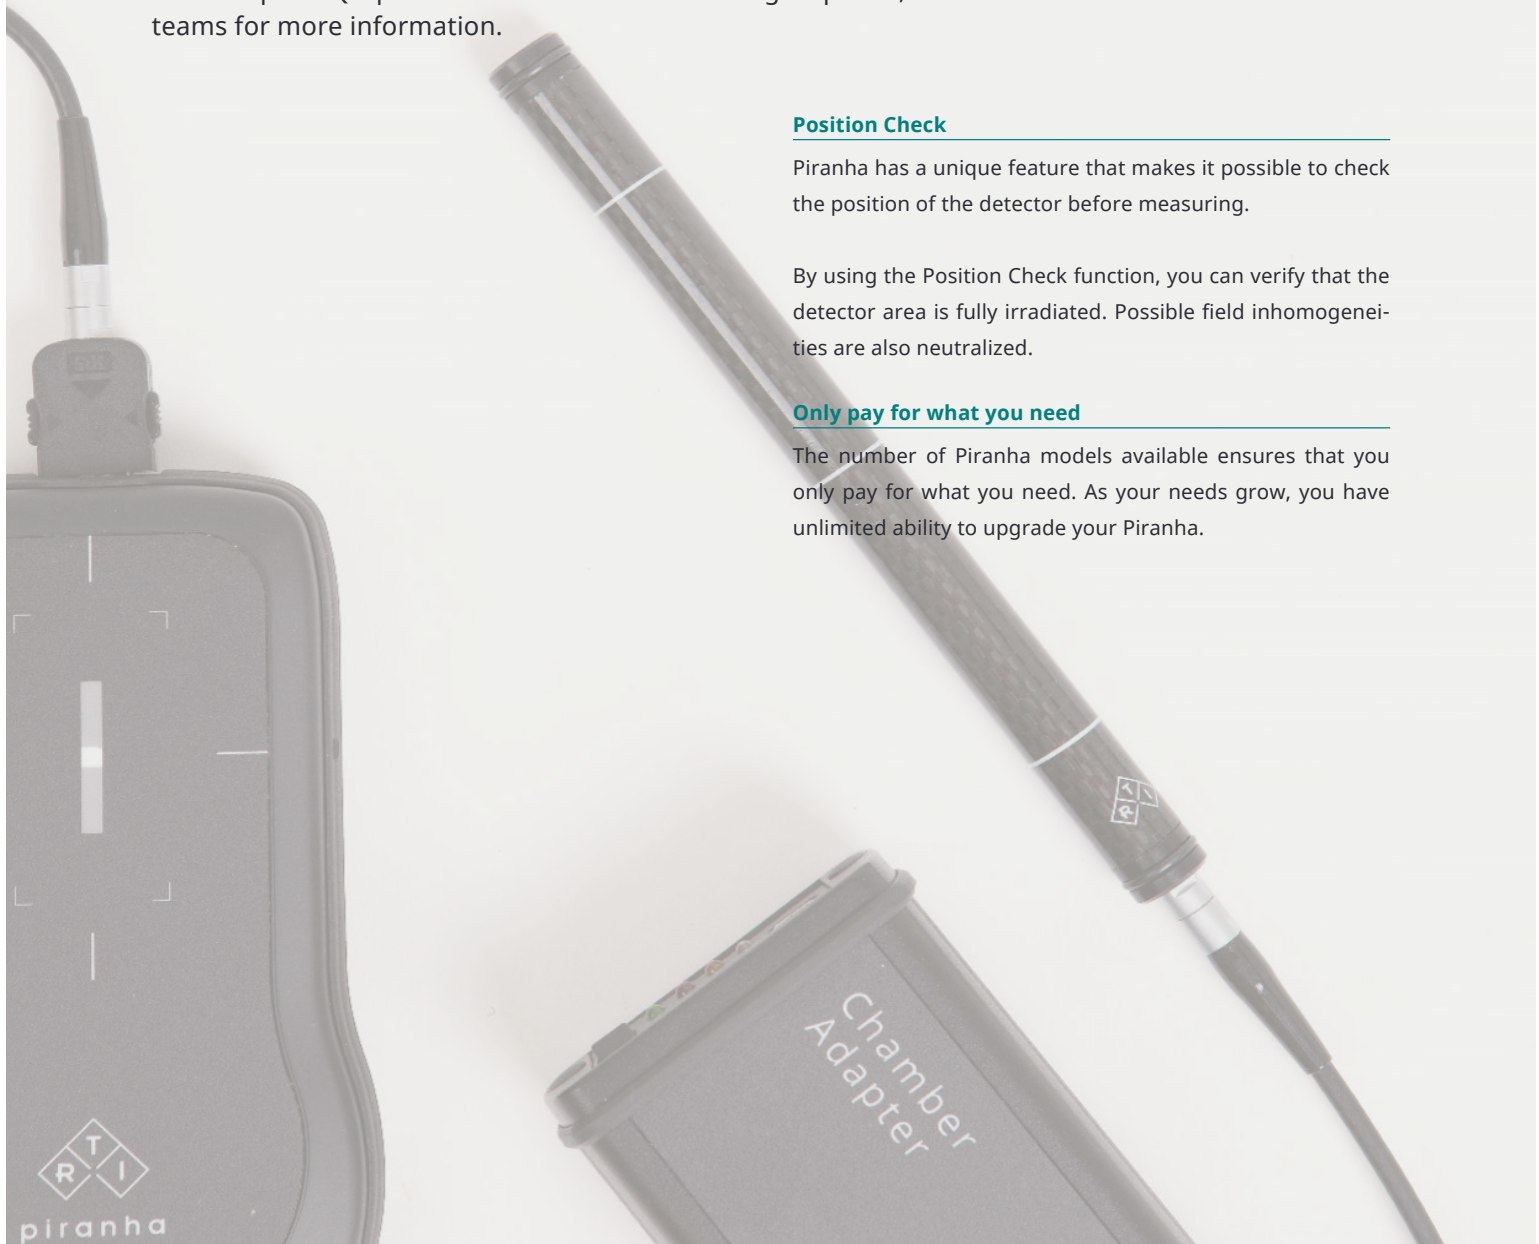 teams for more information.
Position Check
Piranha has a unique feature that makes it possible to check
the position of the detector before measuring.
By using the Position Check function, you can verify that the
detector area is fully irradiated. Possible field inhomogenei-
ties are also neutralized.
Only pay for what you need
The number of Piranha models available ensures that you
only pay for what you need. As your needs grow, you have
unlimited ability to upgrade your Piranha.
R T I
Chamber
Adapter
R T I
piranha